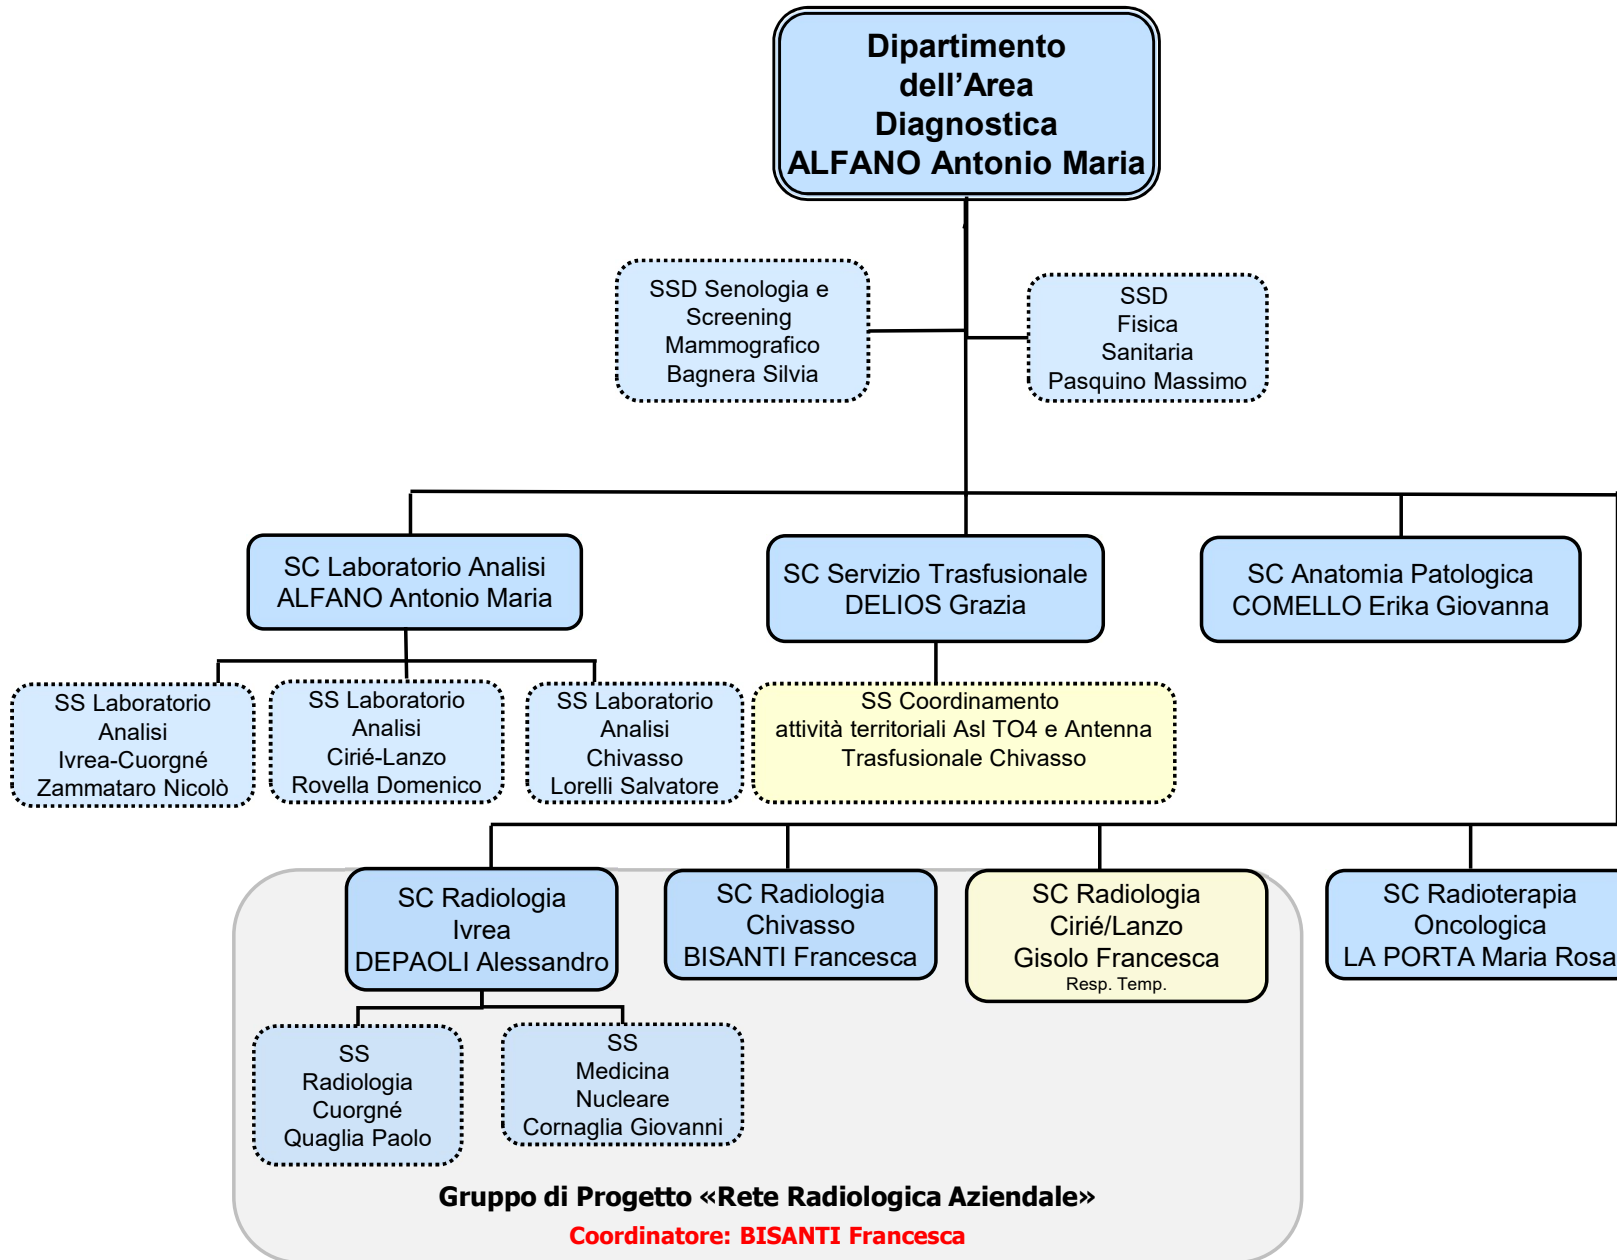 Dipartimento
dell’Area
Diagnostica
ALFANO Antonio Maria
SSD Senologia e
Screening
Mammografico
Bagnera Silvia
SSD
Fisica
Sanitaria
Pasquino Massimo
SC Laboratorio Analisi
ALFANO Antonio Maria
SC Servizio Trasfusionale
DELIOS Grazia
SC Anatomia Patologica
COMELLO Erika Giovanna
SS Laboratorio
Analisi
Ivrea-Cuorgné
Zammataro Nicolò
SS Laboratorio
Analisi
Cirié-Lanzo
Rovella Domenico
SS Laboratorio
Analisi
Chivasso
Lorelli Salvatore
SS Coordinamento
attività territoriali Asl TO4 e Antenna
Trasfusionale Chivasso
SC Radiologia
Ivrea
DEPAOLI Alessandro
SC Radiologia
Chivasso
BISANTI Francesca
SC Radiologia
Cirié/Lanzo
Gisolo Francesca
Resp. Temp.
SC Radioterapia
Oncologica
LA PORTA Maria Rosa
SS
Radiologia
Cuorgné
Quaglia Paolo
SS
Medicina
Nucleare
Cornaglia Giovanni
Gruppo di Progetto «Rete Radiologica Aziendale»
Coordinatore: BISANTI Francesca